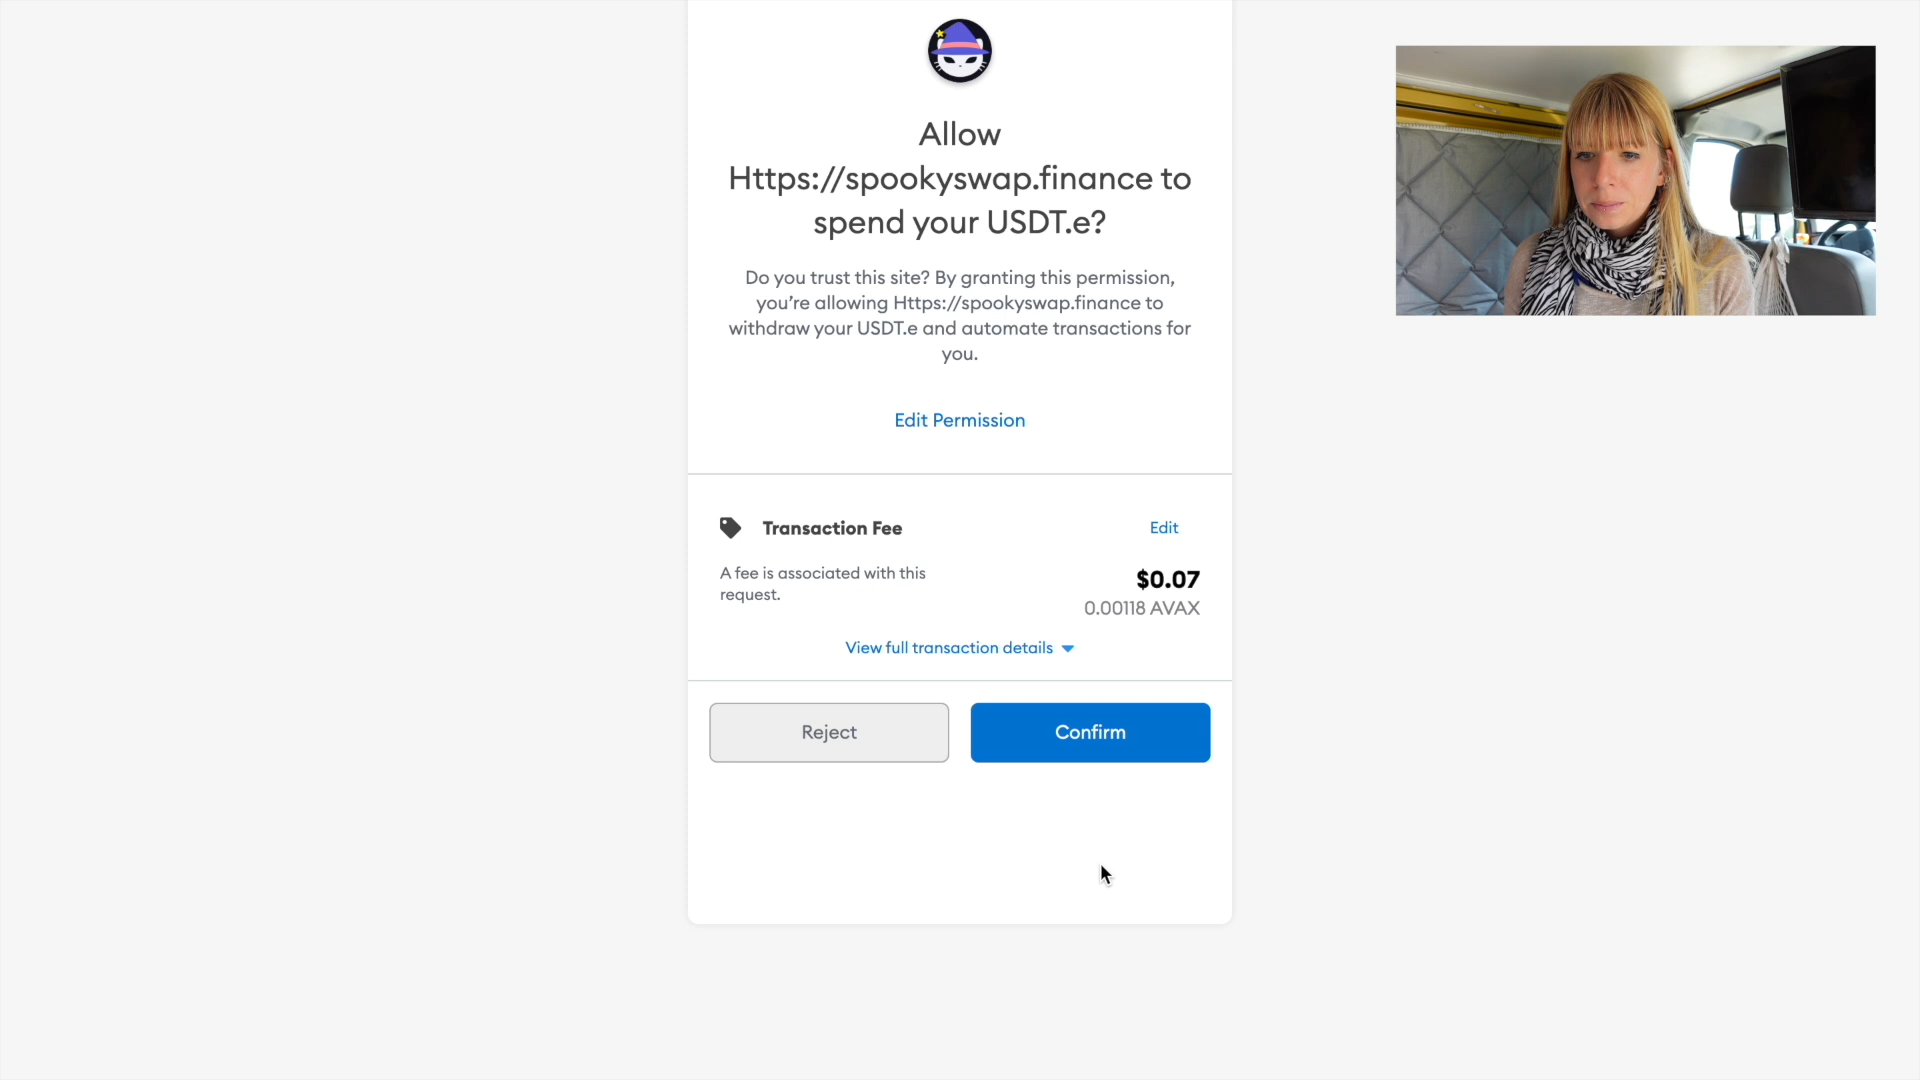 Allow
Https://spookyswap.finance to
spend your USDT.e?
Do you trust this site? By granting this permission,
you’re allowing Https://spookyswap.finance to
withdraw your USDT.e and automate transactions for
you.
Edit Permission
Transaction Fee
Edit
A fee is associated with this
request.
$0.07
0.00118 AVAX
View full transaction details
Reject
Confirm